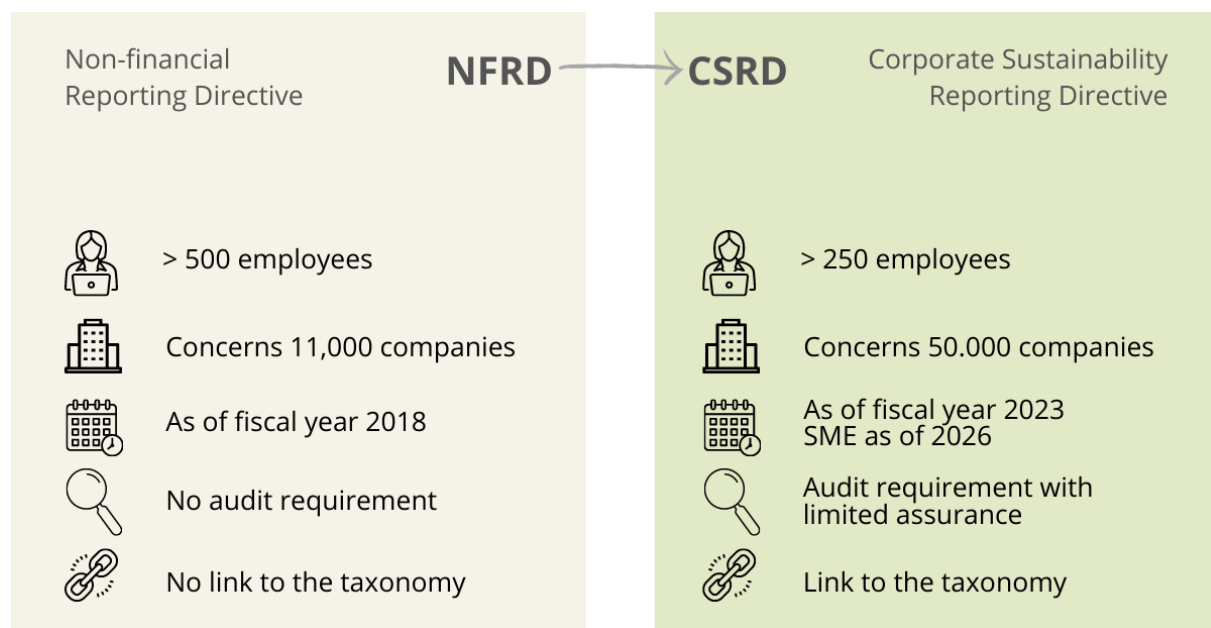 Non-financial
Reporting Directive
NFRD
> 500 employees
Concerns 11,000 companies
As of fiscal year 2018
No audit requirement
No link to the taxonomy
CSRD
Corporate Sustainability
Reporting Directive
> 250 employees
Concerns 50.000 companies
As of fiscal year 2023
SME as of 2026
Audit requirement with
limited assurance
Link to the taxonomy